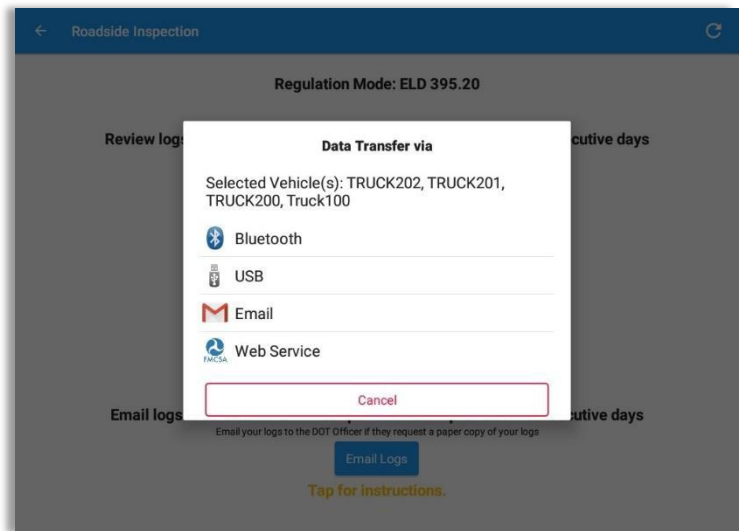 Roadside Inspection
Regulation Mode: ELD 395.20
Review logs
cutive days
Data Transfer via
Selected Vehicle(s): TRUCK202, TRUCK201,
TRUCK200, Truck100
Bluetooth
USB
Email
FMCSA
Web Service
Cancel
Email logs
cutive days
Email your logs to the DOT Officer if they request a paper copy of your logs
Email Logs
Tap for instructions.